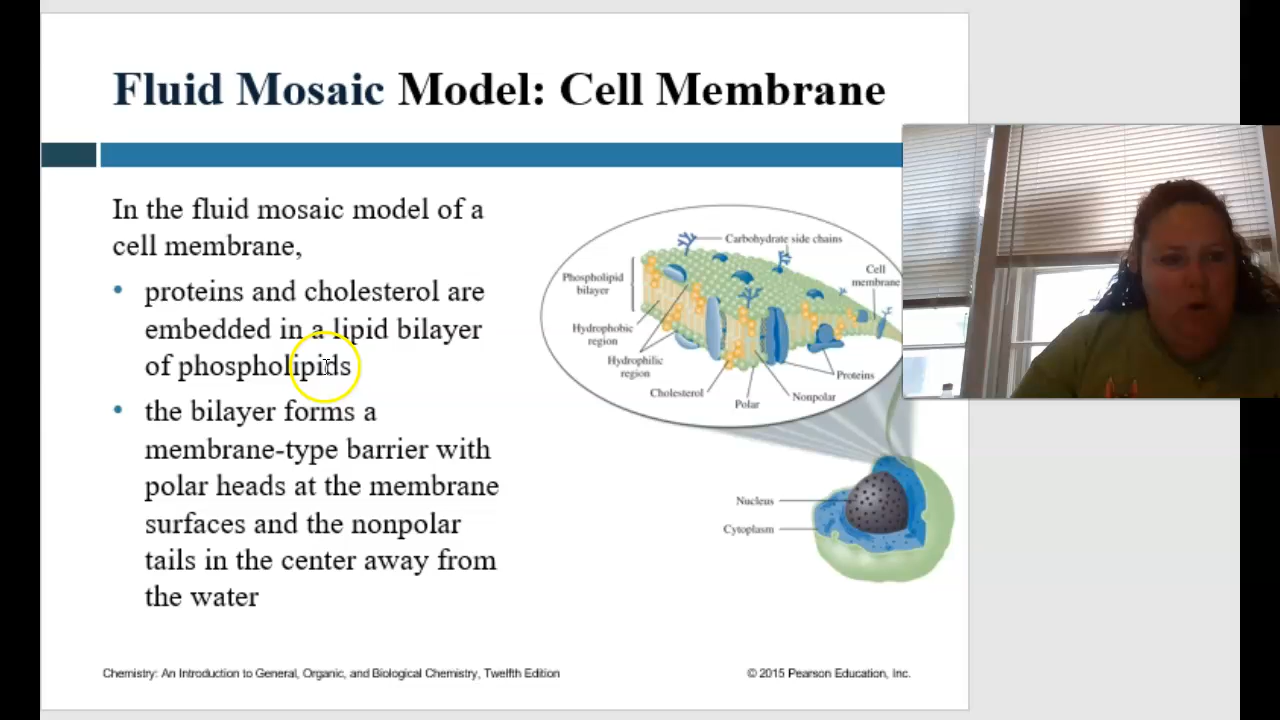 Fluid Mosaic Model: Cell Membrane
In the fluid mosaic model of a
cell membrane,
• proteins and cholesterol are
embedded in a lipid bilayer
of phospholipids
• the bilayer forms a
membrane-type barrier with
polar heads at the membrane
surfaces and the nonpolar
tails in the center away from
the water
Carbohydrate side chains
Phospholipid
bilayer
Cell
membrane
Hydrophobic
region
Hydrophilic
region
Proteins
Cholesterol
Polar
Nonpolar
Nucleus
Cytoplasm
Chemistry: An Introduction to General, Organic, and Biological Chemistry, Twelfth Edition
© 2015 Pearson Education, Inc.